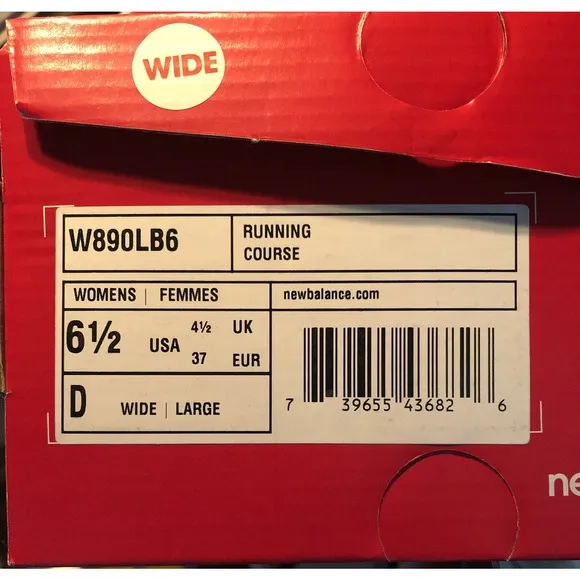 WIDE
W890LB6
RUNNING
COURSE
WOMENS | FEMMES
newbalance.com
6½ USA 4½ UK
37 EUR
D WIDE | LARGE
7 39655 43682 6
ne